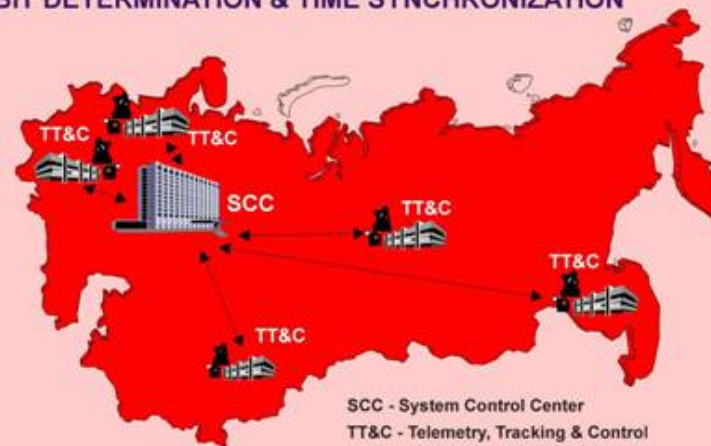 DETERMINATION & TIME SYNCHRONIZATION
TT&C
TT&C
SCC
TT&C
TT&C
TT&C
SCC - System Control Center
TT&C - Telemetry, Tracking & Control